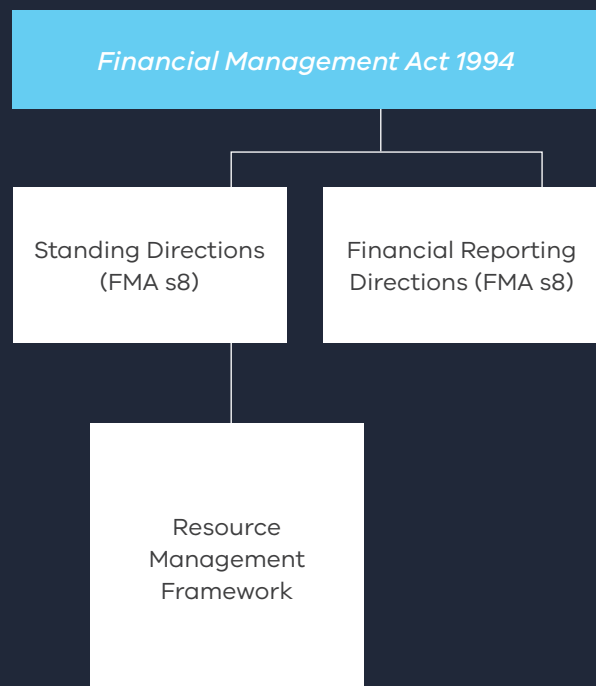 Financial Management Act 1994
Standing Directions
(FMA s8)
Financial Reporting
Directions (FMA s8)
Resource
Management
Framework